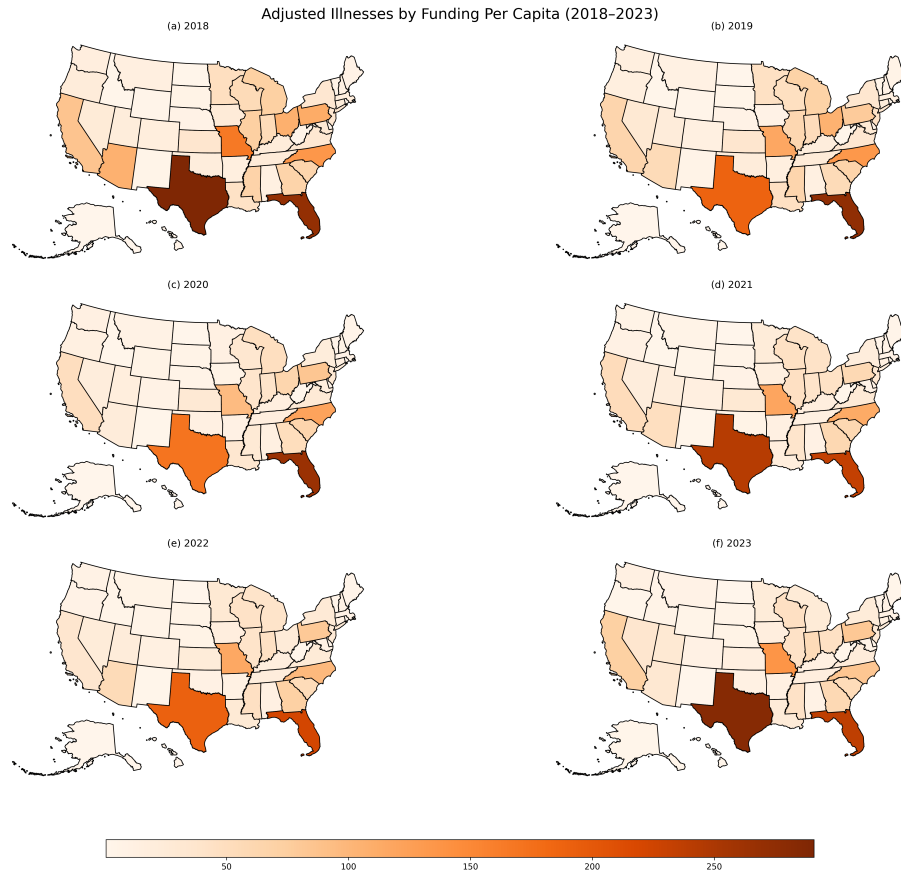 Adjusted Illnesses by Funding Per Capita (2018–2023)
(a) 2018
(b) 2019
(c) 2020
(d) 2021
(e) 2022
(f) 2023
50 100 150 200 250